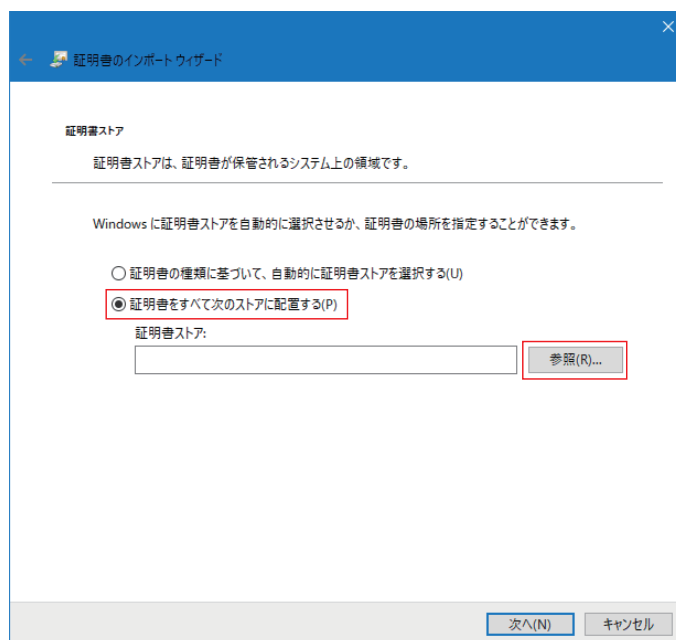 証明書のインポート ウィザード
証明書ストア
証明書ストアは、証明書が保管されるシステム上の領域です。
Windows に証明書ストアを自動的に選択させるか、証明書の場所を指定することができます。
証明書の種類に基づいて、自動的に証明書ストアを選択する(U)
証明書をすべて次のストアに配置する(P)
証明書ストア:
参照(R)...
次へ(N) キャンセル